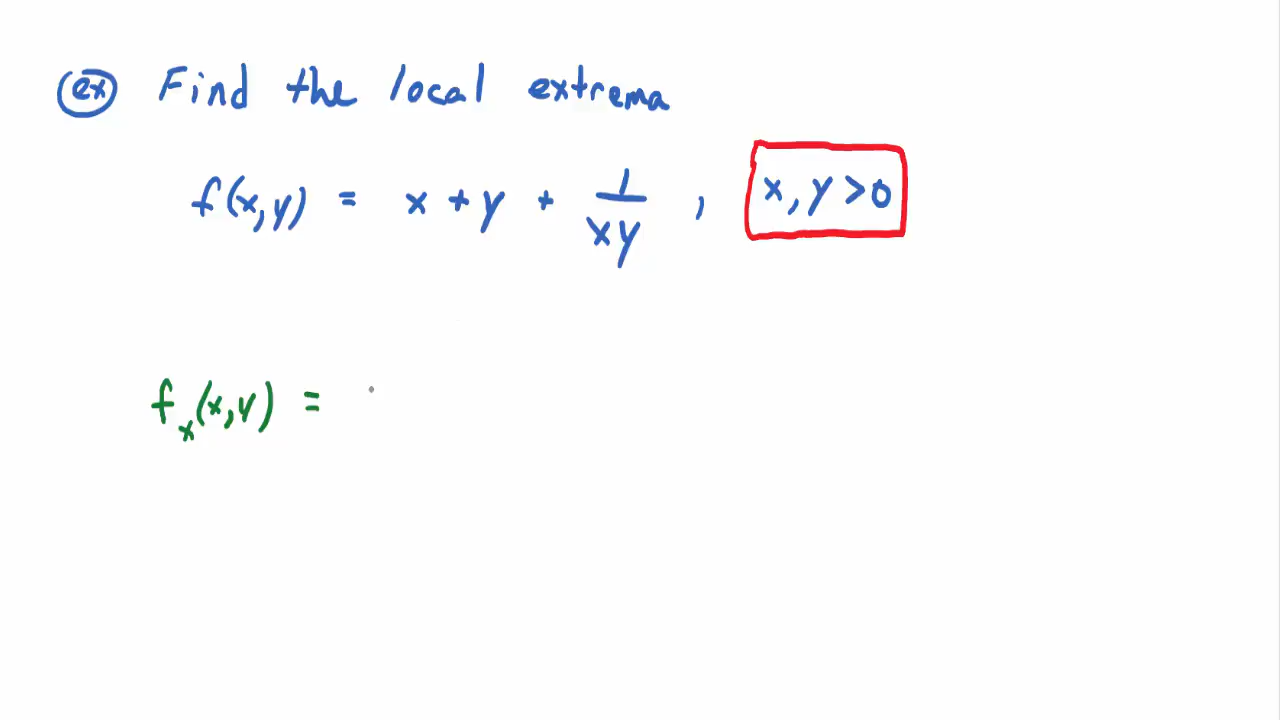 ex Find the local extrema
f(x,y) = x + y + 1/xy , x, y > 0
f_x(x,y) =